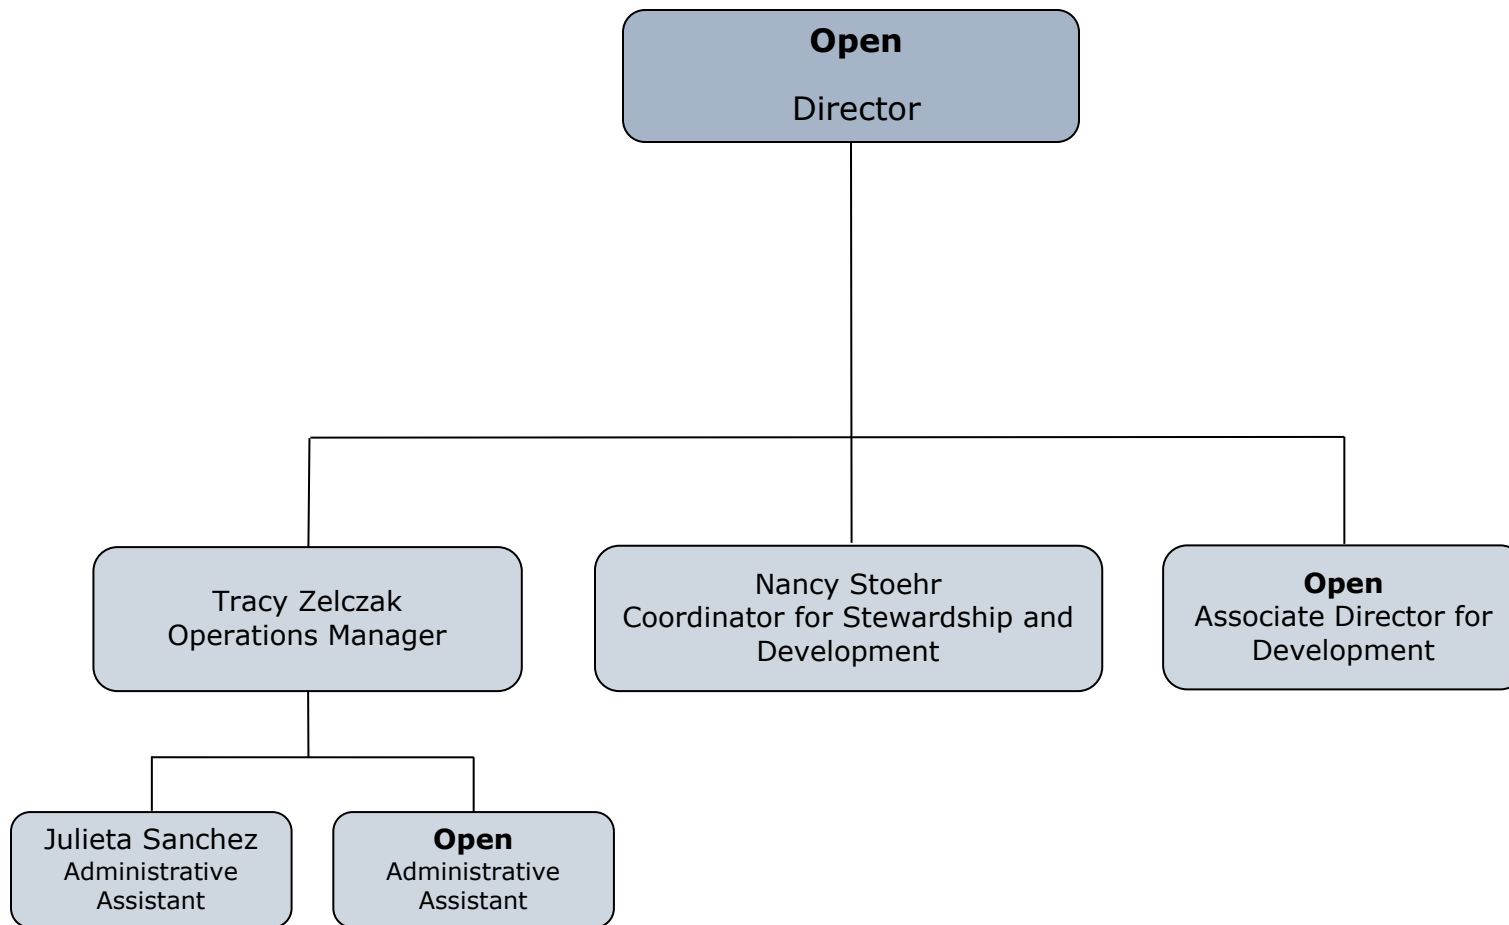 Open
Director
Tracy Zelczak
Operations Manager
Nancy Stoehr
Coordinator for Stewardship and
Development
Open
Associate Director for
Development
Julieta Sanchez
Administrative
Assistant
Open
Administrative
Assistant